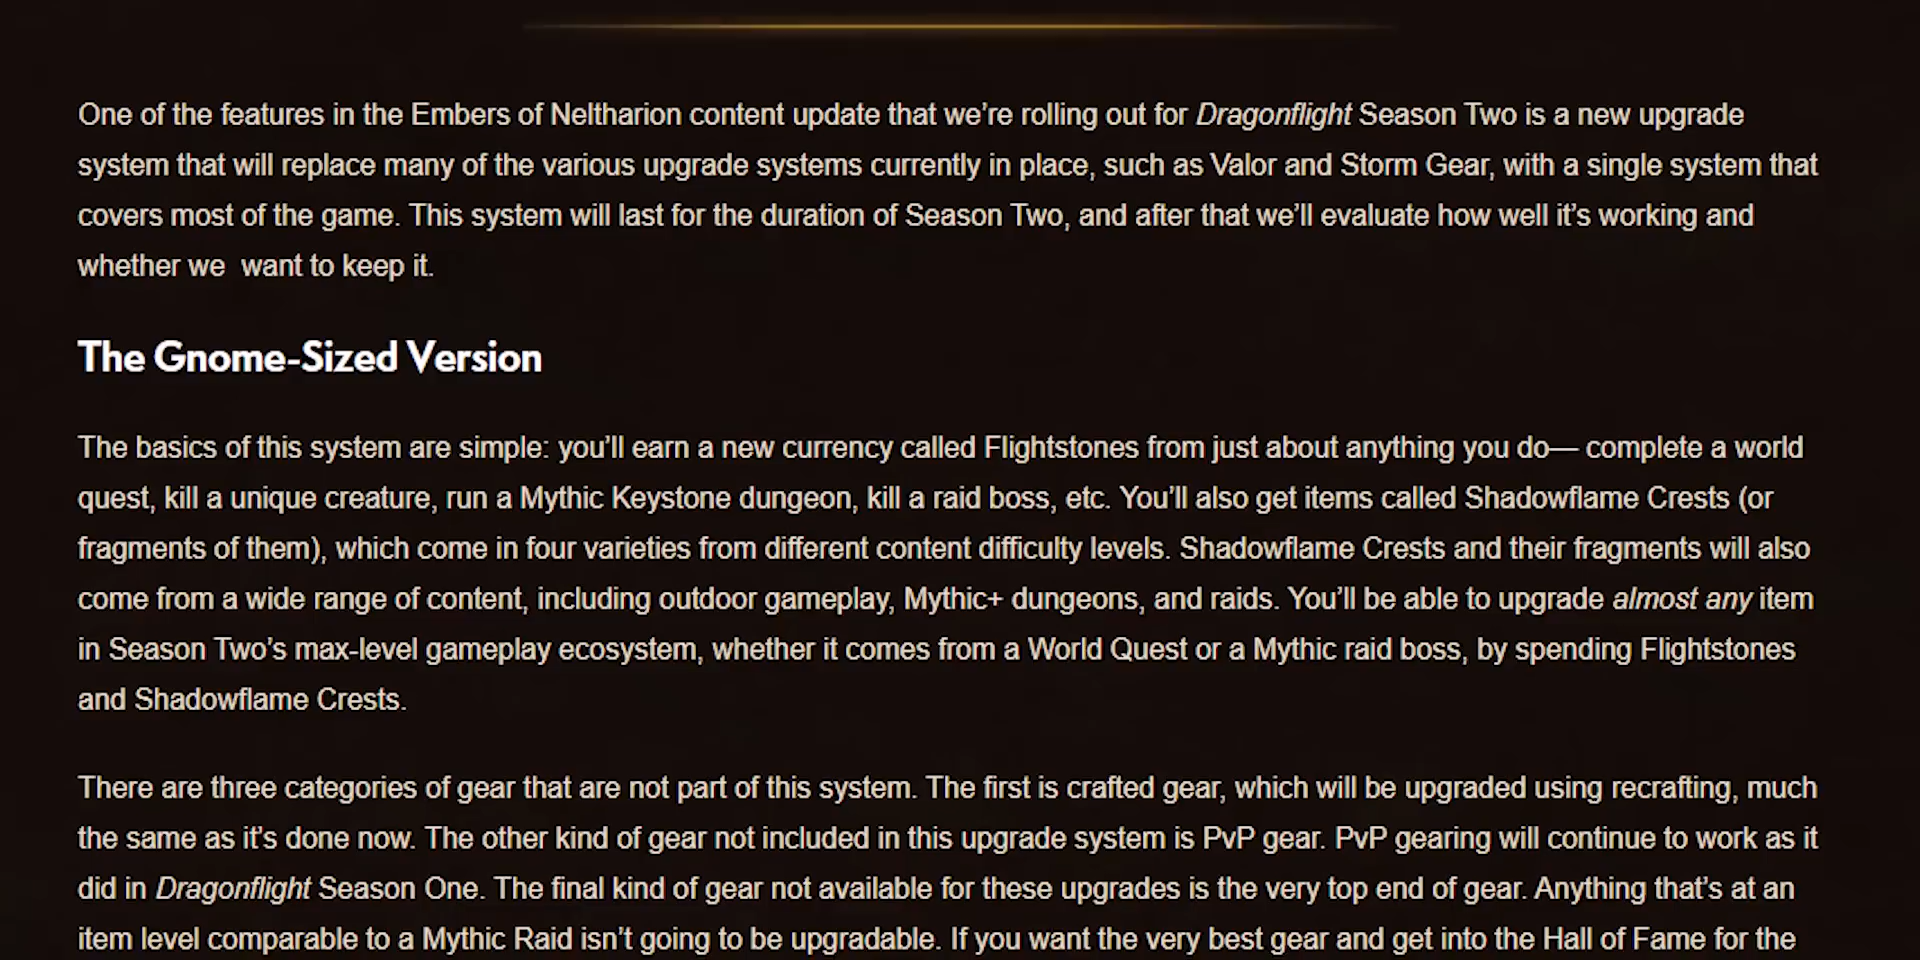 One of the features in the Embers of Neltharion content update that we’re rolling out for Dragonflight Season Two is a new upgrade
system that will replace many of the various upgrade systems currently in place, such as Valor and Storm Gear, with a single system that
covers most of the game. This system will last for the duration of Season Two, and after that we’ll evaluate how well it’s working and
whether we  want to keep it.
The Gnome-Sized Version
The basics of this system are simple: you’ll earn a new currency called Flightstones from just about anything you do— complete a world
quest, kill a unique creature, run a Mythic Keystone dungeon, kill a raid boss, etc. You’ll also get items called Shadowflame Crests (or
fragments of them), which come in four varieties from different content difficulty levels. Shadowflame Crests and their fragments will also
come from a wide range of content, including outdoor gameplay, Mythic+ dungeons, and raids. You’ll be able to upgrade almost any item
in Season Two’s max-level gameplay ecosystem, whether it comes from a World Quest or a Mythic raid boss, by spending Flightstones
and Shadowflame Crests.
There are three categories of gear that are not part of this system. The first is crafted gear, which will be upgraded using recrafting, much
the same as it’s done now. The other kind of gear not included in this upgrade system is PvP gear. PvP gearing will continue to work as it
did in Dragonflight Season One. The final kind of gear not available for these upgrades is the very top end of gear. Anything that’s at an
item level comparable to a Mythic Raid isn’t going to be upgradable. If you want the very best gear and get into the Hall of Fame for the